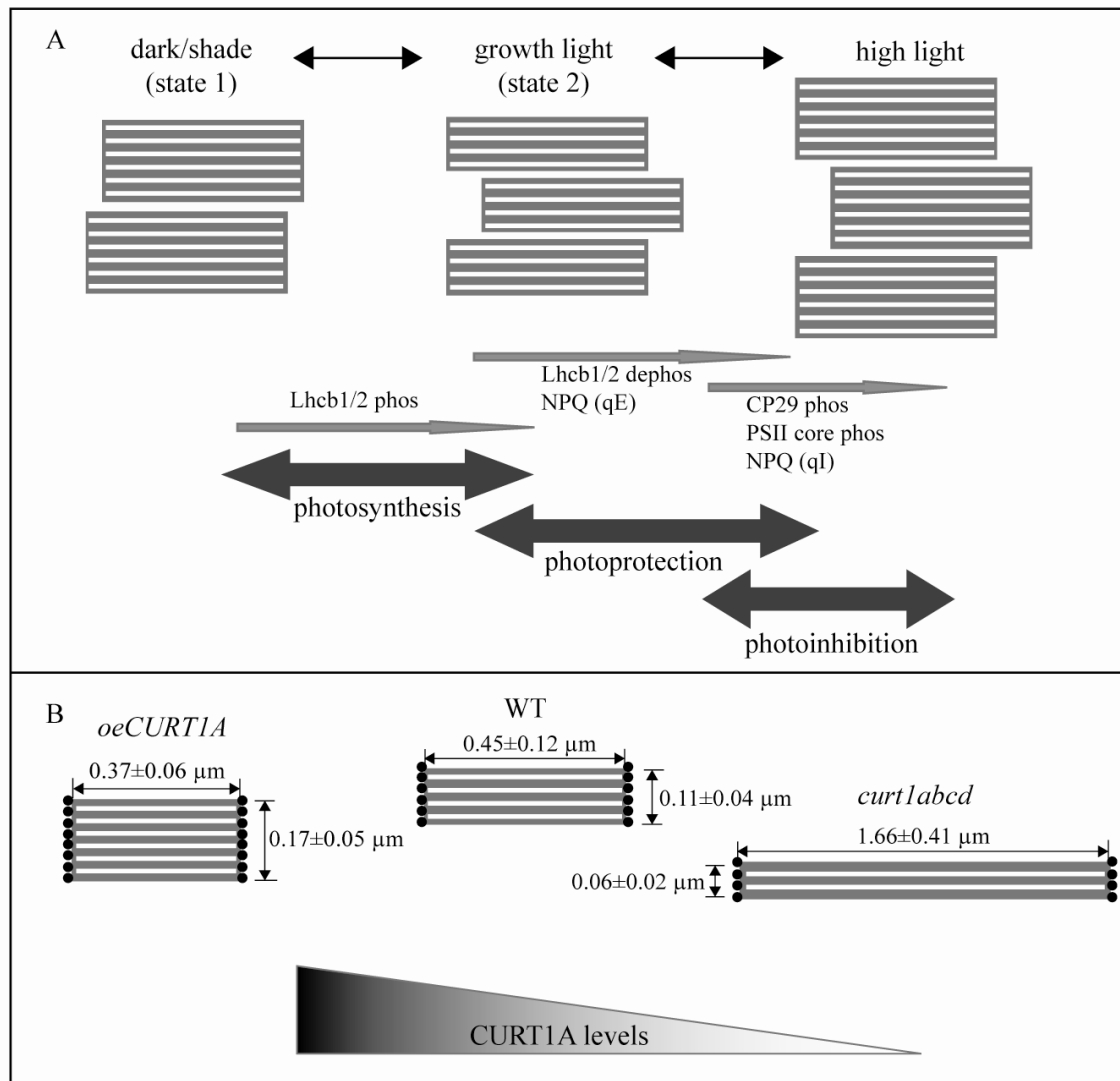 A
dark/shade
(state 1)
growth light
(state 2)
high light
Lhcb1/2 phos
Lhcb1/2 dephos
NPQ (qE)
CP29 phos
PSII core phos
NPQ (qI)
photosynthesis
photoprotection
photoinhibition
B
oeCURT1A
0.37±0.06 µm
0.17±0.05 µm
WT
0.45±0.12 µm
0.11±0.04 µm
curt1abcd
1.66±0.41 µm
0.06±0.02 µm
CURT1A levels